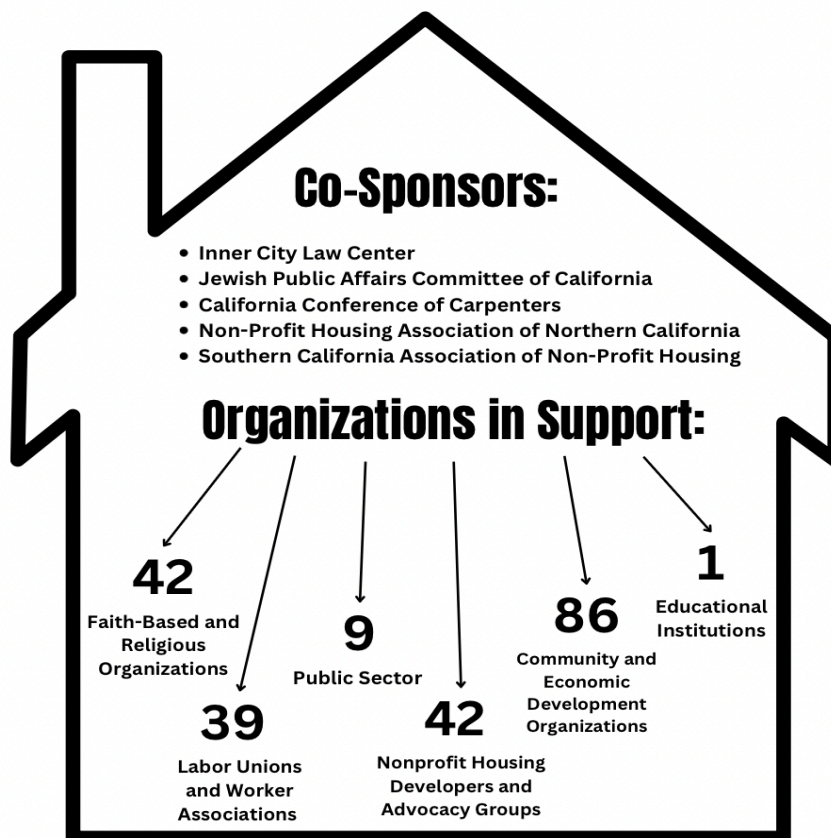 Co-Sponsors:
• Inner City Law Center
• Jewish Public Affairs Committee of California
• California Conference of Carpenters
• Non-Profit Housing Association of Northern California
• Southern California Association of Non-Profit Housing
Organizations in Support:
42
Faith-Based and
Religious
Organizations
39
Labor Unions
and Worker
Associations
9
Public Sector
42
Nonprofit Housing
Developers and
Advocacy Groups
86
Community and
Economic
Development
Organizations
1
Educational
Institutions